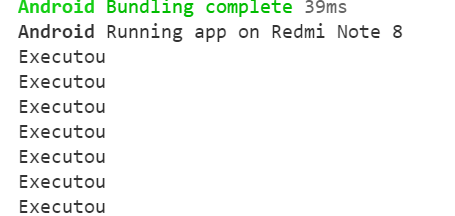 Android Bundling complete 39ms
Android Running app on Redmi Note 8
Executou
Executou
Executou
Executou
Executou
Executou
Executou